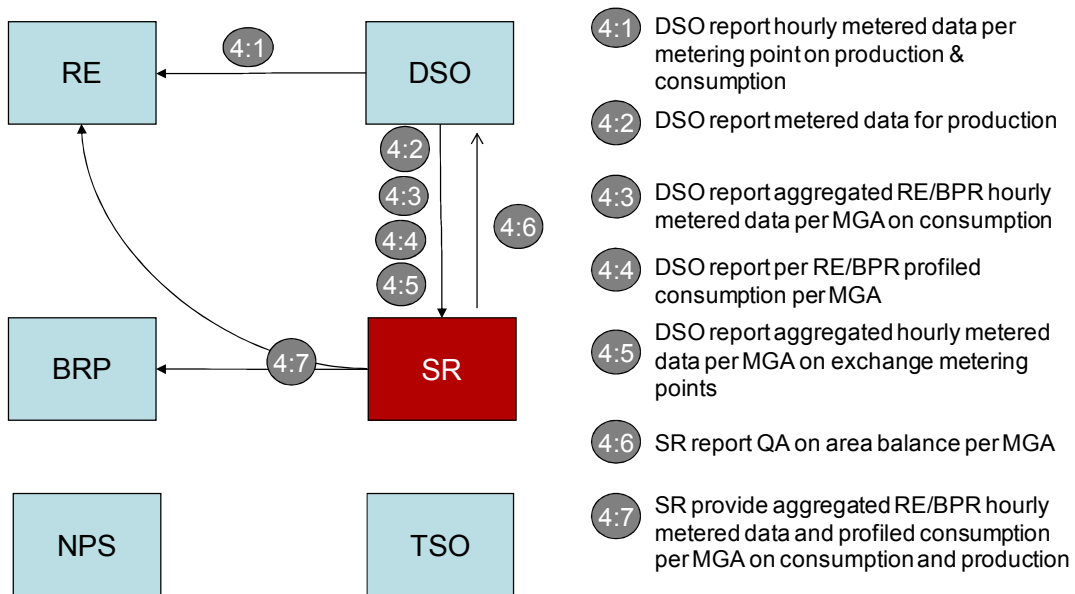 RE
4:1
DSO
4:2
4:3
4:4
4:5
4:6
BRP
4:7
SR
NPS
TSO
4:1 DSO report hourly metered data per
metering point on production &
consumption
4:2 DSO report metered data for production
4:3 DSO report aggregated RE/BPR hourly
metered data per MGA on consumption
4:4 DSO report per RE/BPR profiled
consumption per MGA
4:5 DSO report aggregated hourly metered
data per MGA on exchange metering
points
4:6 SR report QA on area balance per MGA
4:7 SR provide aggregated RE/BPR hourly
metered data and profiled consumption
per MGA on consumption and production